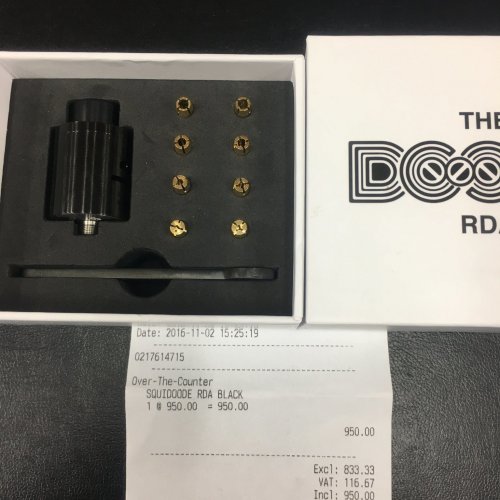 THE
RDA
Date: 2016-11-02 15:25:19
0217614715
Over-The-Counter
SQUIDOODE RDA BLACK
1 @ 950.00 = 950.00
950.00
Excl: 833.33
VAT: 116.67
Incl: 950.00